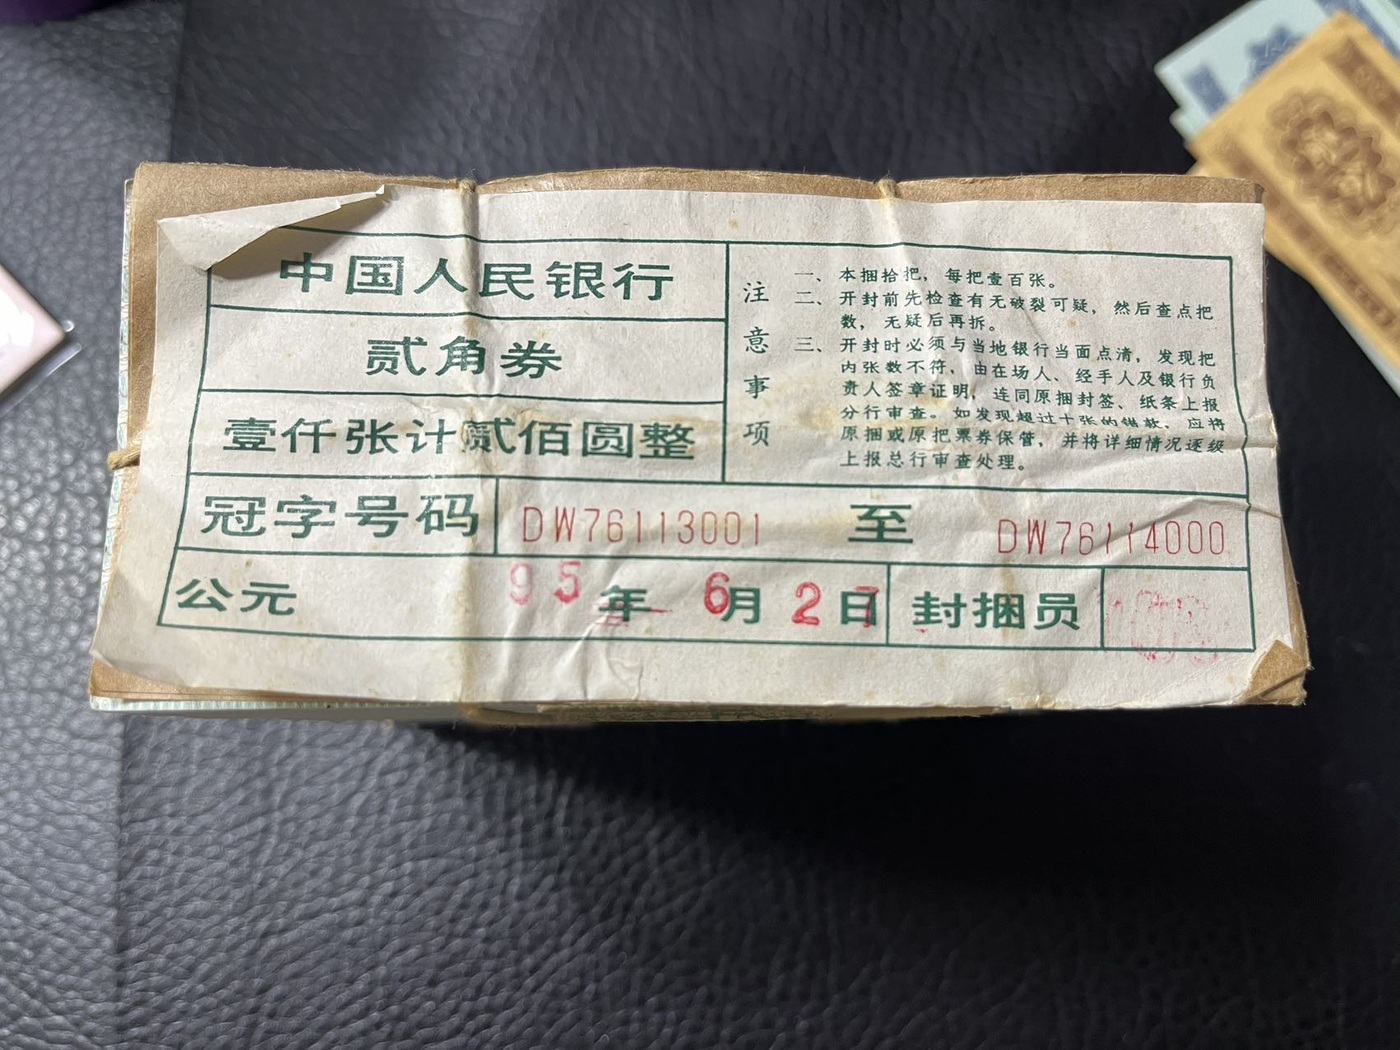 中国人民银行
贰角券
壹仟张计贰佰圆整
注意事项
一、本捆拾把，每把壹百张。
二、开封前先检查有无破裂可疑，然后查点把
数，无疑后再拆。
三、开封时必须与当地银行当面点清，发现把
内张数不符，由在场人、经手人及银行负
责人签章证明，连同原捆封签、纸条上报
分行审查。如发现超过十张的错款，应将
原捆或原把票券保管，并将详细情况逐级
上报总行审查处理。
冠字号码 DW76113001 至 DW76114000
公元 95年 6月 27日 封捆员